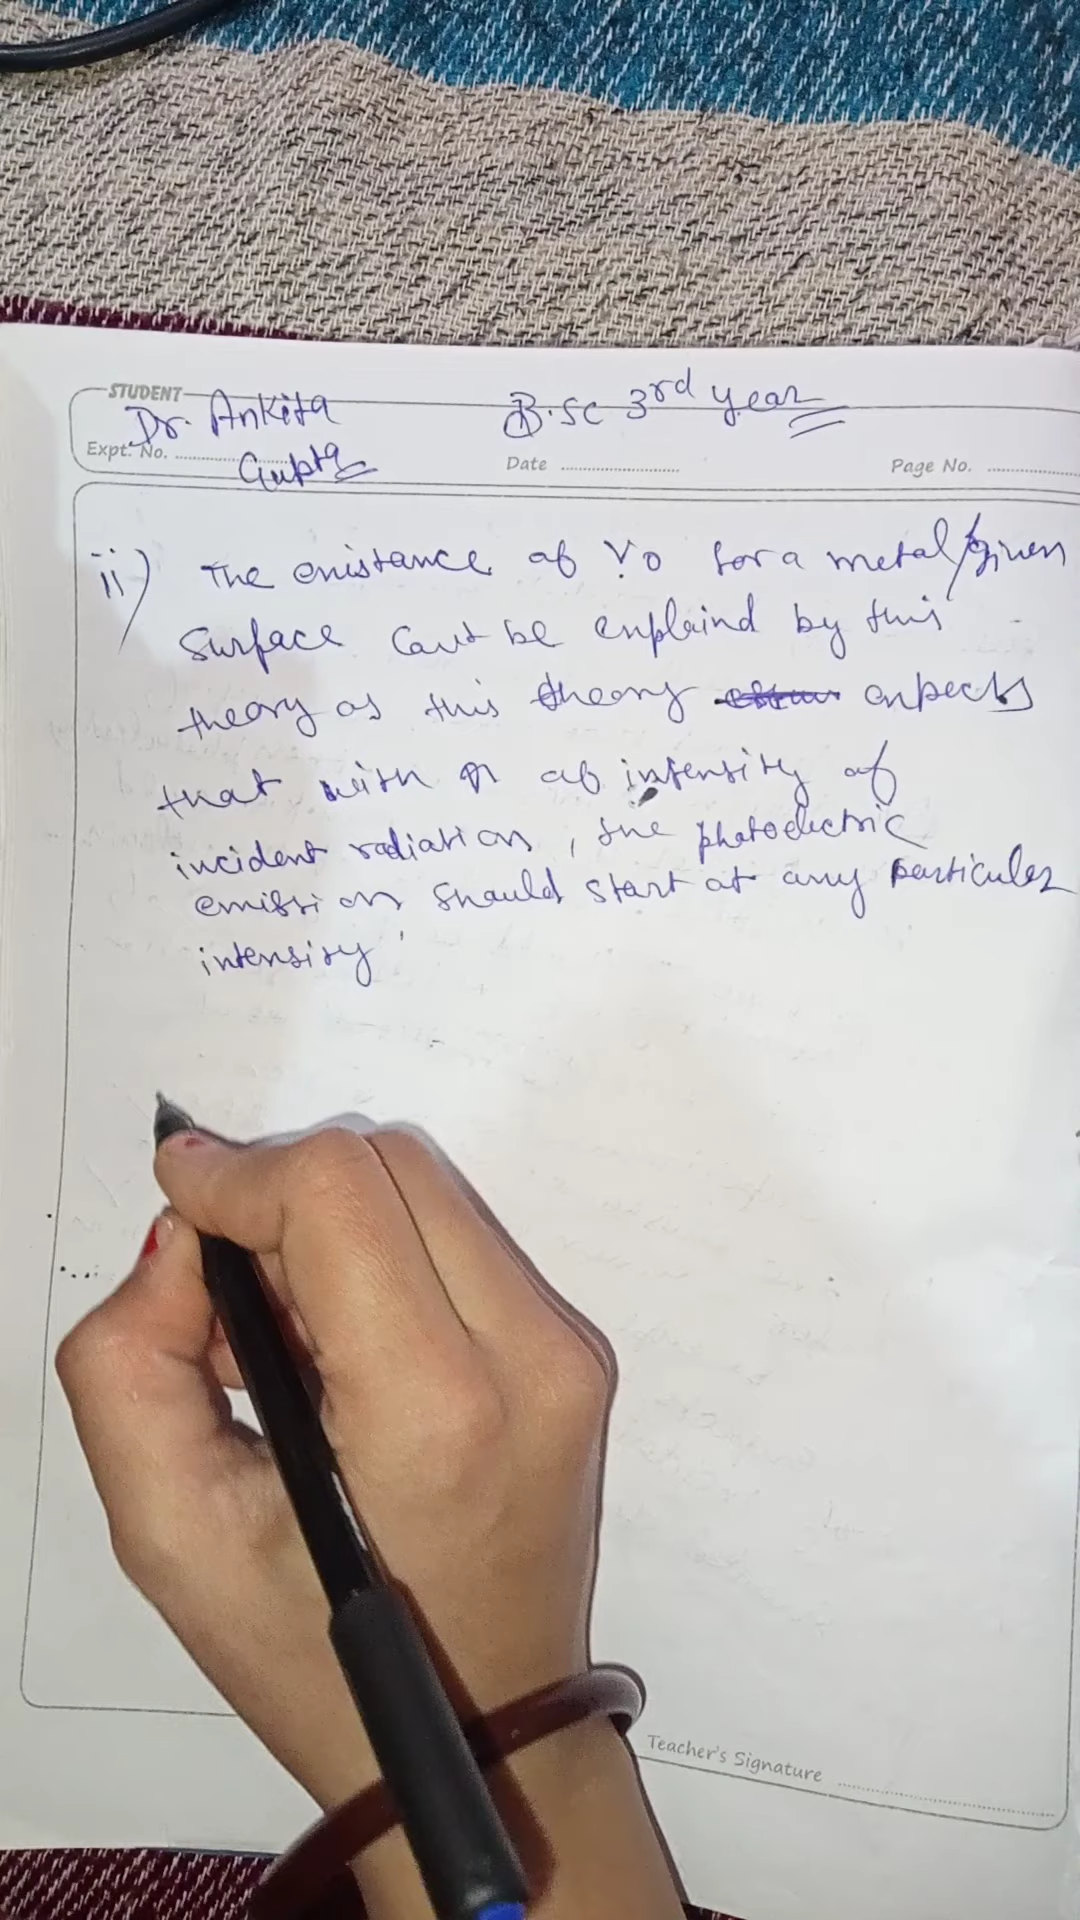 STUDENT
Dr. Ankita B.Sc 3rd year
Expt. No. Gupta Date Page No.
ii) The existance of γo for a metal/given
surface can't be explaind by this
theory as this theory expects
that with ↑ of intensity of
incident radiation, the photoelectric
emission should start at any particular
intensity.
Teacher's Signature